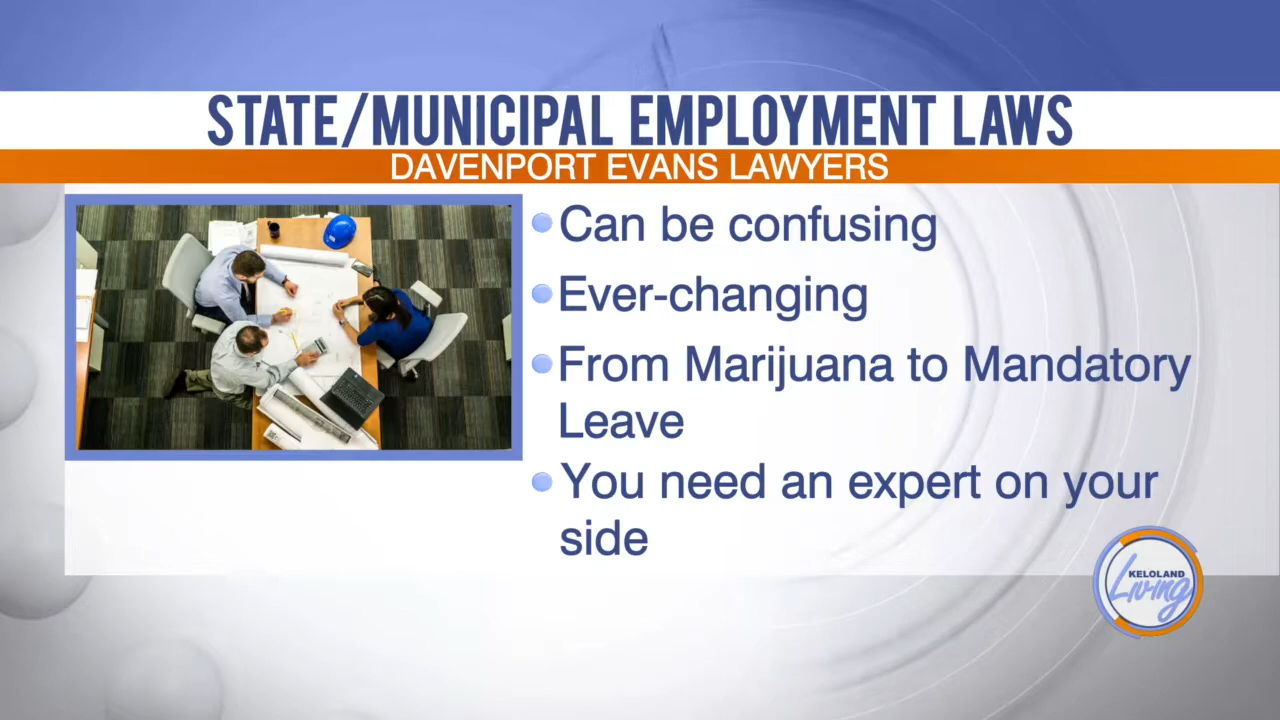 STATE/MUNICIPAL EMPLOYMENT LAWS
DAVENPORT EVANS LAWYERS
Can be confusing
Ever-changing
From Marijuana to Mandatory
Leave
You need an expert on your
side
KELOLAND
Living